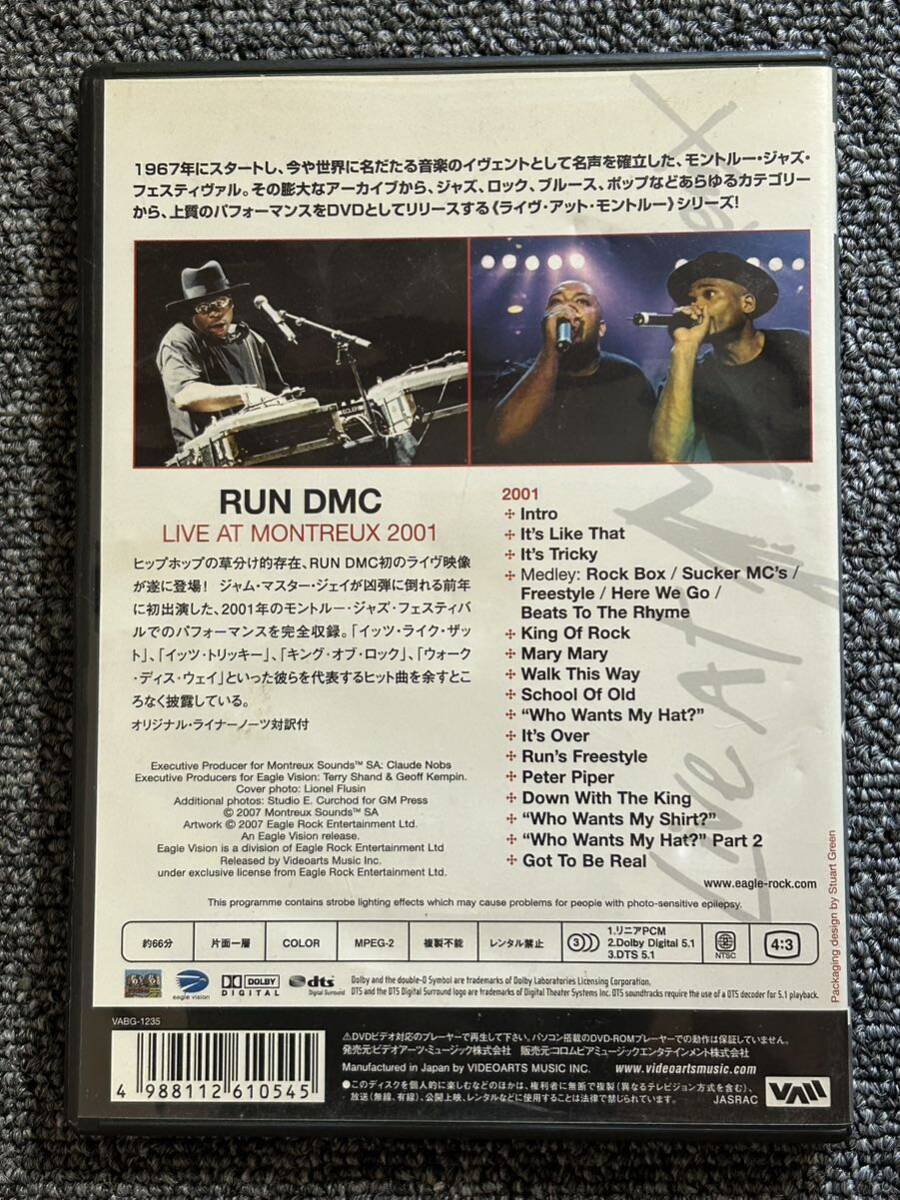 1967年にスタートし、今や世界に名だたる音楽のイヴェントとして名声を確立した、モントルー・ジャズ・
フェスティヴァル。その膨大なアーカイブから、ジャズ、ロック、ブルース、ポップなどあらゆるカテゴリー
から、上質のパフォーマンスをDVDとしてリリースする《ライヴ・アット・モントルー》シリーズ!
RUN DMC
LIVE AT MONTREUX 2001
ヒップホップの草分け的存在、RUN DMC初のライヴ映像
が遂に登場! ジャム・マスター・ジェイが凶弾に倒れる前年
に初出演した、2001年のモントルー・ジャズ・フェスティバ
ルでのパフォーマンスを完全収録。「イッツ・ライク・ザッ
ト」、「イッツ・トリッキー」、「キング・オブ・ロック」、「ウォーク
・ディス・ウェイ」といった彼らを代表するヒット曲を余すとこ
ろなく披露している。
オリジナル・ライナーノーツ対訳付
Executive Producer for Montreux Sounds™ SA: Claude Nobs
Executive Producers for Eagle Vision: Terry Shand & Geoff Kempin.
Cover photo: Lionel Flusin
Additional photos: Studio E. Curchod for GM Press
© 2007 Montreux Sounds™ SA
Artwork © 2007 Eagle Rock Entertainment Ltd.
An Eagle Vision release.
Eagle Vision is a division of Eagle Rock Entertainment Ltd
Released by Videoarts Music Inc.
under exclusive license from Eagle Rock Entertainment Ltd.
2001
Intro
It's Like That
It's Tricky
Medley: Rock Box / Sucker MC's /
Freestyle / Here We Go /
Beats To The Rhyme
King Of Rock
Mary Mary
Walk This Way
School Of Old
"Who Wants My Hat?"
It's Over
Run's Freestyle
Peter Piper
Down With The King
"Who Wants My Shirt?"
"Who Wants My Hat?" Part 2
Got To Be Real
www.eagle-rock.com
Packaging design by Stuart Green
This programme contains strobe lighting effects which may cause problems for people with photo-sensitive epilepsy.
約66分 片面一層 COLOR MPEG-2 複製不能 レンタル禁止 3 1.リニアPCM
2.Dolby Digital 5.1
3.DTS 5.1
2 NTSC 4:3
eagle vision
DOLBY
DIGITAL
dts
Digital Surround
Dolby and the double-D Symbol are trademarks of Dolby Laboratories Licensing Corporation.
DTS and the DTS Digital Surround logo are trademarks of Digital Theater Systems Inc. DTS soundtracks require the use of a DTS decoder for 5.1 playback.
VABG-1235
4 988112 610545
⚠DVDビデオ対応のプレーヤーで再生して下さい。パソコン搭載のDVD-ROMプレーヤーでの動作は保証していません。
発売元ビデオアーツ・ミュージック株式会社 販売元コロムビアミュージックエンタテインメント株式会社
Manufactured in Japan by VIDEOARTS MUSIC INC. www.videoartsmusic.com
●このディスクを個人的に楽しむなどのほかは、権利者に無断で複製(異なるテレビジョン方式を含む)、
放送(無線、有線)、公開上映、レンタルなどに使用することは法律で禁じられています。
JASRAC
VAM
Live AT